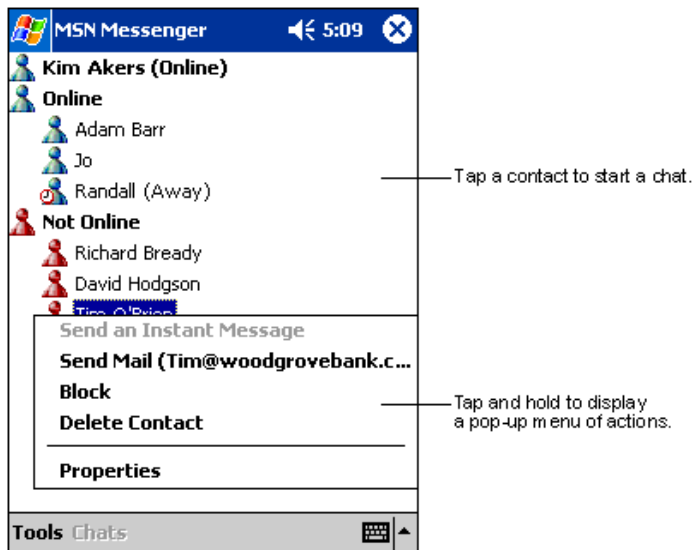 MSN Messenger 5:09
Kim Akers (Online)
Online
Adam Barr
Jo
Randall (Away)
Not Online
Richard Bready
David Hodgson
Tim O'Brien
Send an Instant Message
Send Mail (Tim@woodgrovebank.c...
Block
Delete Contact
Properties
Tools Chats
Tap a contact to start a chat.
Tap and hold to display
a pop-up menu of actions.